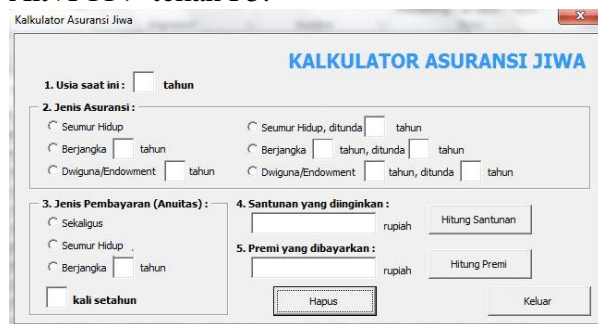 Kalkulator Asuransi Jiwa
KALKULATOR ASURANSI JIWA
1. Usia saat ini : tahun
2. Jenis Asuransi :
Seumur Hidup
Seumur Hidup, ditunda tahun
Berjangka tahun
Berjangka tahun, ditunda tahun
Dwiguna/Endowment tahun
Dwiguna/Endowment tahun, ditunda tahun
3. Jenis Pembayaran (Anuitas) :
Sekaligus
Seumur Hidup
Berjangka tahun
kali setahun
4. Santunan yang diinginkan :
rupiah
Hitung Santunan
5. Premi yang dibayarkan :
rupiah
Hitung Premi
Hapus
Keluar